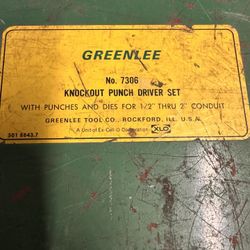 GREENLEE
No. 7306
KNOCKOUT PUNCH DRIVER SET
WITH PUNCHES AND DIES FOR 1/2" THRU 2" CONDUIT
GREENLEE TOOL CO., ROCKFORD, ILL. U.S.A.
A Unit of Ex-Cell-O Corporation XLO
501 6843.7